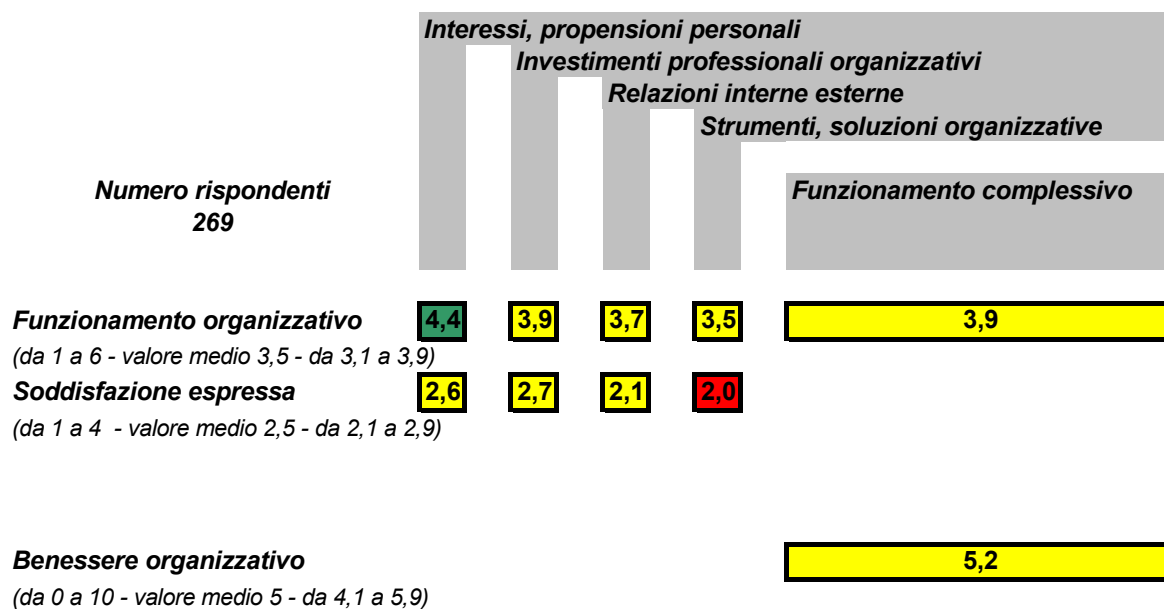 Interessi, propensioni personali
Investimenti professionali organizzativi
Relazioni interne esterne
Strumenti, soluzioni organizzative
Numero rispondenti
269
Funzionamento complessivo
Funzionamento organizzativo 4,4 3,9 3,7 3,5 3,9
(da 1 a 6 - valore medio 3,5 - da 3,1 a 3,9)
Soddisfazione espressa 2,6 2,7 2,1 2,0
(da 1 a 4 - valore medio 2,5 - da 2,1 a 2,9)
Benessere organizzativo 5,2
(da 0 a 10 - valore medio 5 - da 4,1 a 5,9)